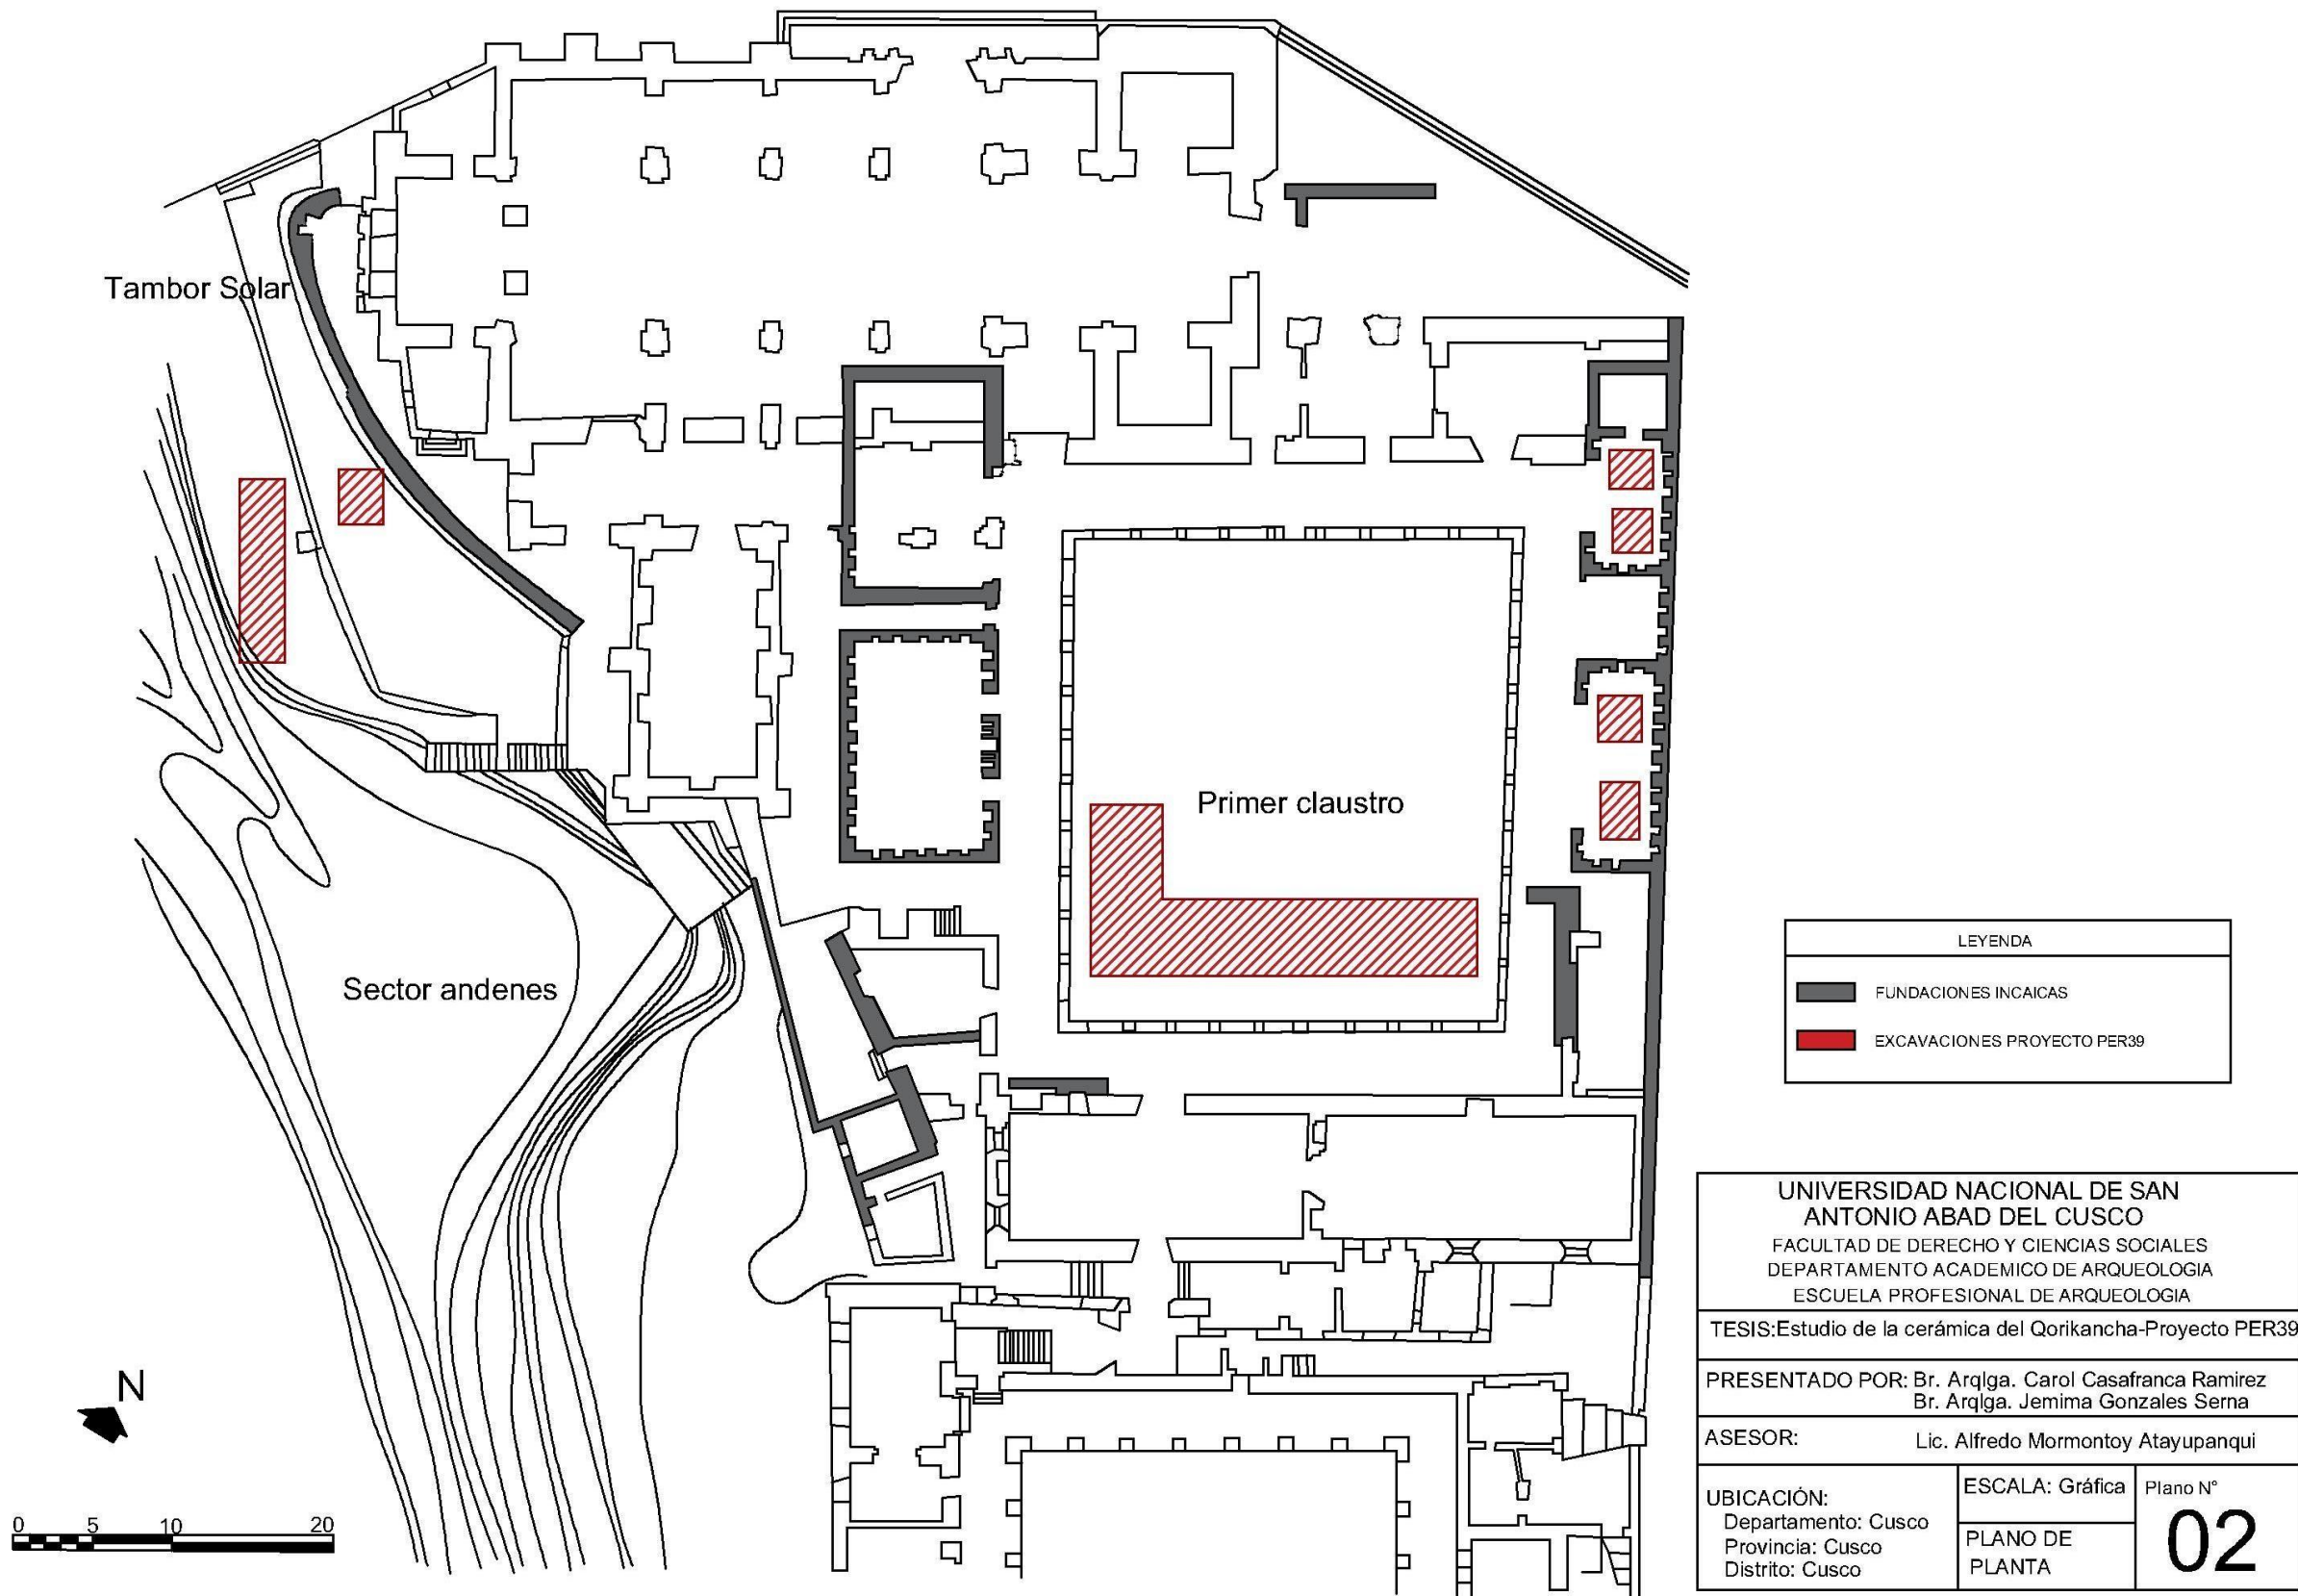 Tambor Solar
Primer claustro
Sector andenes
LEYENDA
FUNDACIONES INCAICAS
EXCAVACIONES PROYECTO PER39
N
0 5 10 20
UNIVERSIDAD NACIONAL DE SAN
ANTONIO ABAD DEL CUSCO
FACULTAD DE DERECHO Y CIENCIAS SOCIALES
DEPARTAMENTO ACADEMICO DE ARQUEOLOGIA
ESCUELA PROFESIONAL DE ARQUEOLOGIA
TESIS:Estudio de la cerámica del Qorikancha-Proyecto PER39
PRESENTADO POR: Br. Arqlga. Carol Casafranca Ramirez
Br. Arqlga. Jemima Gonzales Serna
ASESOR: Lic. Alfredo Mormontoy Atayupanqui
UBICACIÓN:
Departamento: Cusco
Provincia: Cusco
Distrito: Cusco
ESCALA: Gráfica
PLANO DE
PLANTA
Plano N°
02